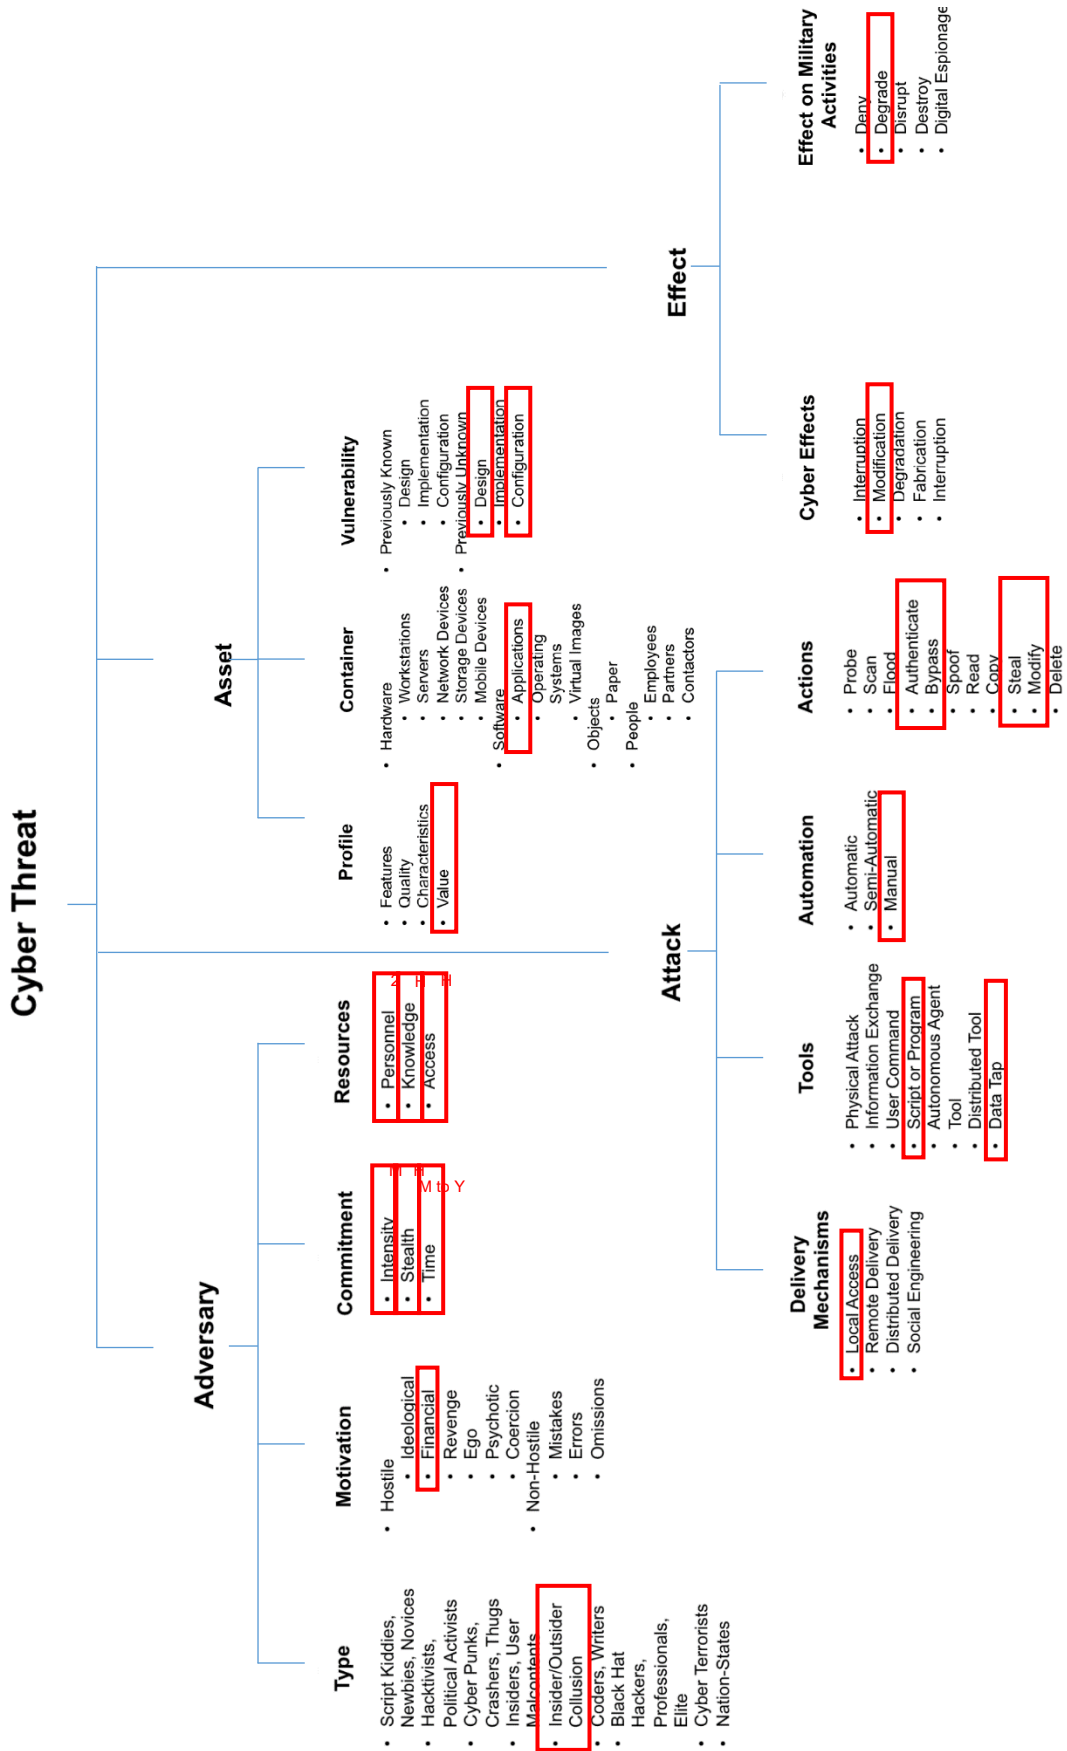 Cyber Threat
Adversary
Type
• Script Kiddies,
Newbies, Novices
• Hacktivists,
Political Activists
• Cyber Punks,
Crashers, Thugs
• Insiders, User
Malcontents
• Insider/Outsider
Collusion
• Coders, Writers
• Black Hat
Hackers,
Professionals,
Elite
• Cyber Terrorists
• Nation-States
Motivation
• Hostile
• Ideological
• Financial
• Revenge
• Ego
• Psychotic
• Coercion
• Non-Hostile
• Mistakes
• Errors
• Omissions
Commitment
• Intensity M
• Stealth H
• Time M to Y
Resources
• Personnel 2
• Knowledge H
• Access H
Asset
Profile
• Features
• Quality
• Characteristics
• Value
Container
• Hardware
• Workstations
• Servers
• Network Devices
• Storage Devices
• Mobile Devices
• Software
• Applications
• Operating
Systems
• Virtual Images
• Objects
• Paper
• People
• Employees
• Partners
• Contactors
Vulnerability
• Previously Known
• Design
• Implementation
• Configuration
• Previously Unknown
• Design
• Implementation
• Configuration
Attack
Delivery
Mechanisms
• Local Access
• Remote Delivery
• Distributed Delivery
• Social Engineering
Tools
• Physical Attack
• Information Exchange
• User Command
• Script or Program
• Autonomous Agent
• Tool
• Distributed Tool
• Data Tap
Automation
• Automatic
• Semi-Automatic
• Manual
Actions
• Probe
• Scan
• Flood
• Authenticate
• Bypass
• Spoof
• Read
• Copy
• Steal
• Modify
• Delete
Effect
Cyber Effects
• Interruption
• Modification
• Degradation
• Fabrication
• Interruption
Effect on Military
Activities
• Deny
• Degrade
• Disrupt
• Destroy
• Digital Espionage